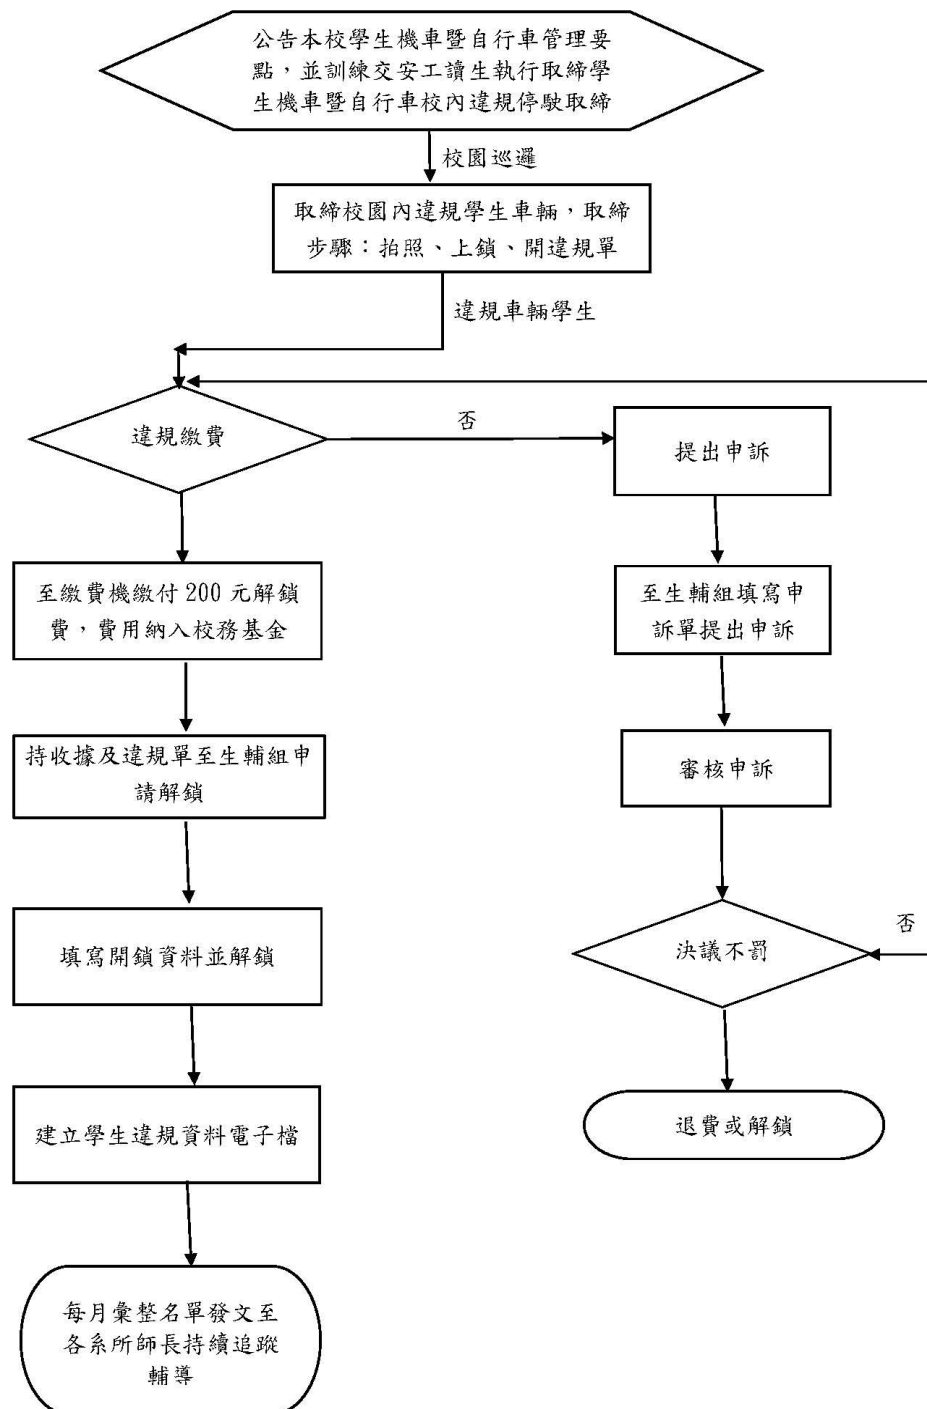 公告本校學生機車暨自行車管理要
點，並訓練交安工讀生執行取締學
生機車暨自行車校內違規停駛取締
校園巡邏
取締校園內違規學生車輛，取締
步驟：拍照、上鎖、開違規單
違規車輛學生
違規繳費
否
提出申訴
至繳費機繳付 200 元解鎖
費，費用納入校務基金
至生輔組填寫申
訴單提出申訴
持收據及違規單至生輔組申
請解鎖
審核申訴
填寫開鎖資料並解鎖
決議不罰
否
建立學生違規資料電子檔
退費或解鎖
每月彙整名單發文至
各系所師長持續追蹤
輔導